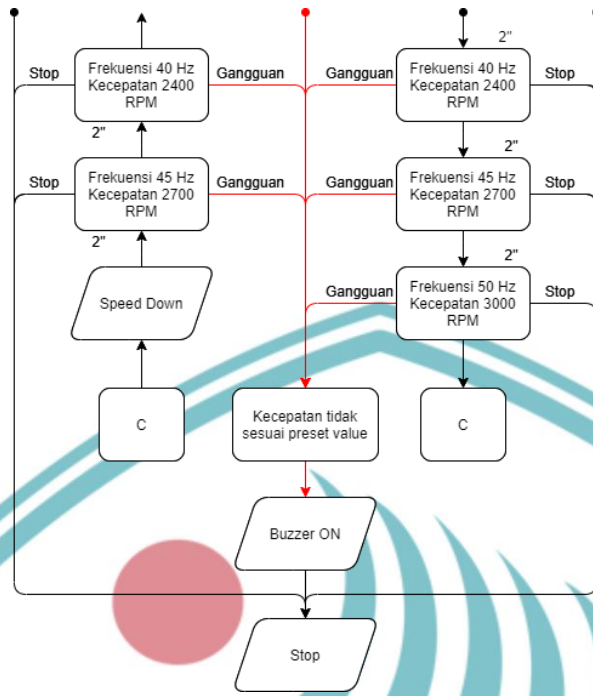 2"
Stop
Frekuensi 40 Hz
Kecepatan 2400
RPM
Gangguan
Gangguan
Frekuensi 40 Hz
Kecepatan 2400
RPM
Stop
2"
2"
Stop
Frekuensi 45 Hz
Kecepatan 2700
RPM
Gangguan
Gangguan
Frekuensi 45 Hz
Kecepatan 2700
RPM
Stop
2"
2"
Speed Down
Gangguan
Frekuensi 50 Hz
Kecepatan 3000
RPM
Stop
C
Kecepatan tidak
sesuai preset value
C
Buzzer ON
Stop